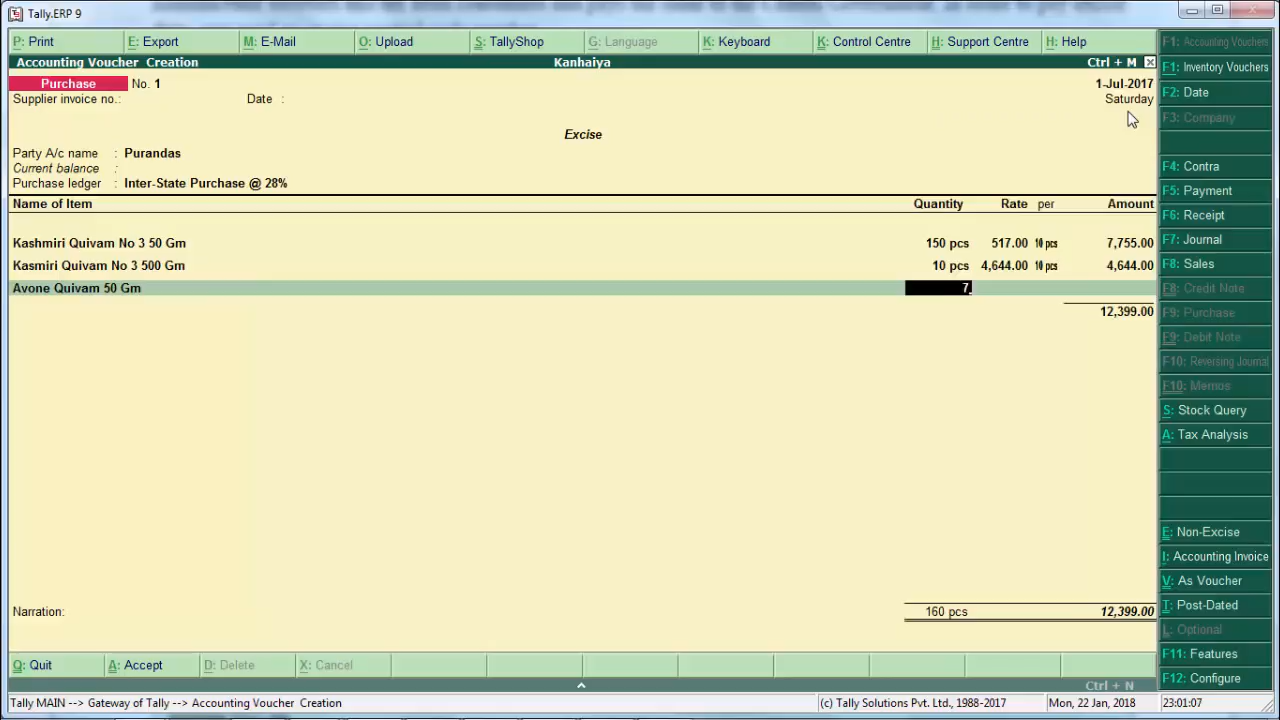 Tally.ERP 9
P: Print E: Export M: E-Mail O: Upload S: TallyShop G: Language K: Keyboard K: Control Centre H: Support Centre H: Help
Accounting Voucher Creation Kanhaiya Ctrl + M
Purchase No. 1 1-Jul-2017
Supplier invoice no.: Date : Saturday
Excise
Party A/c name : Purandas
Current balance :
Purchase ledger : Inter-State Purchase @ 28%
Name of Item Quantity Rate per Amount
Kashmiri Quivam No 3 50 Gm 150 pcs 517.00 10 pcs 7,755.00
Kasmiri Quivam No 3 500 Gm 10 pcs 4,644.00 10 pcs 4,644.00
Avone Quivam 50 Gm 7
12,399.00
Narration: 160 pcs 12,399.00
Q: Quit A: Accept D: Delete X: Cancel
Ctrl + N
Tally MAIN --> Gateway of Tally --> Accounting Voucher Creation (c) Tally Solutions Pvt. Ltd., 1988-2017 Mon, 22 Jan, 2018 23:01:07
F1: Accounting Vouchers
F1: Inventory Vouchers
F2: Date
F3: Company
F4: Contra
F5: Payment
F6: Receipt
F7: Journal
F8: Sales
F8: Credit Note
F9: Purchase
F9: Debit Note
F10: Reversing Journal
F10: Memos
S: Stock Query
A: Tax Analysis
E: Non-Excise
I: Accounting Invoice
V: As Voucher
T: Post-Dated
L: Optional
F11: Features
F12: Configure